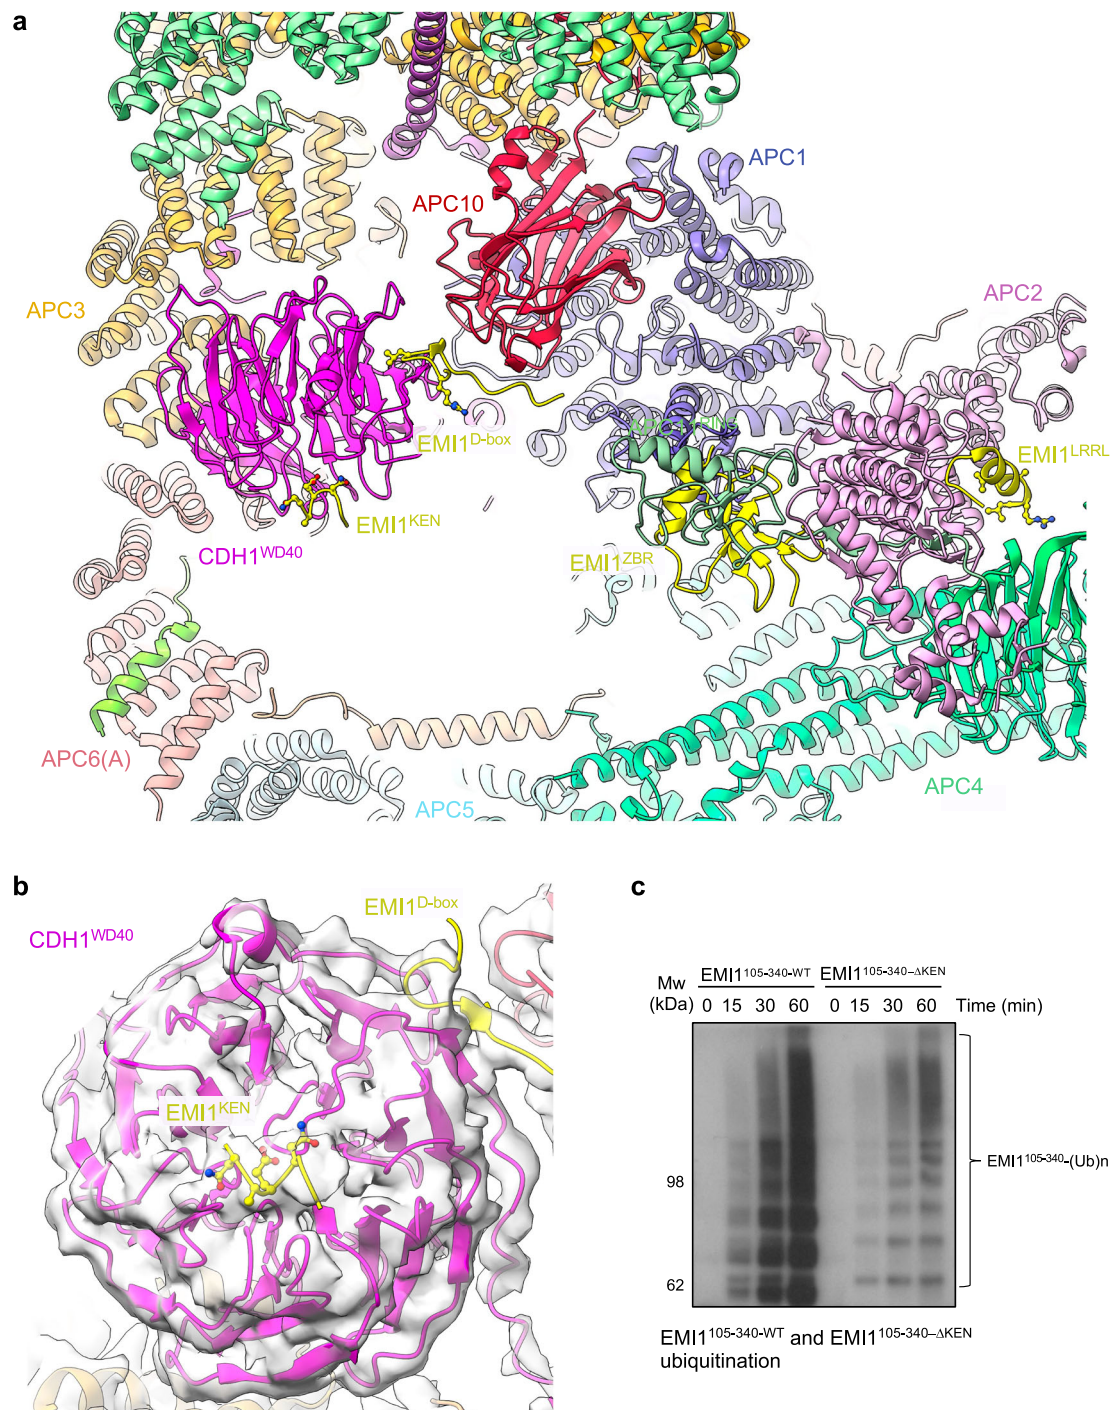 a
APC1
APC10
APC2
APC3
EMI1D-box
EMI1LRRL
EMI1KEN
CDH1WD40
EMI1ZBR
APC6(A)
APC5
APC4
b
EMI1D-box
CDH1WD40
EMI1KEN
c
EMI1105-340-WT EMI1105-340–ΔKEN
Mw
(kDa) 0 15 30 60 0 15 30 60 Time (min)
EMI1105-340-(Ub)n
98
62
EMI1105-340-WT and EMI1105-340–ΔKEN
ubiquitination